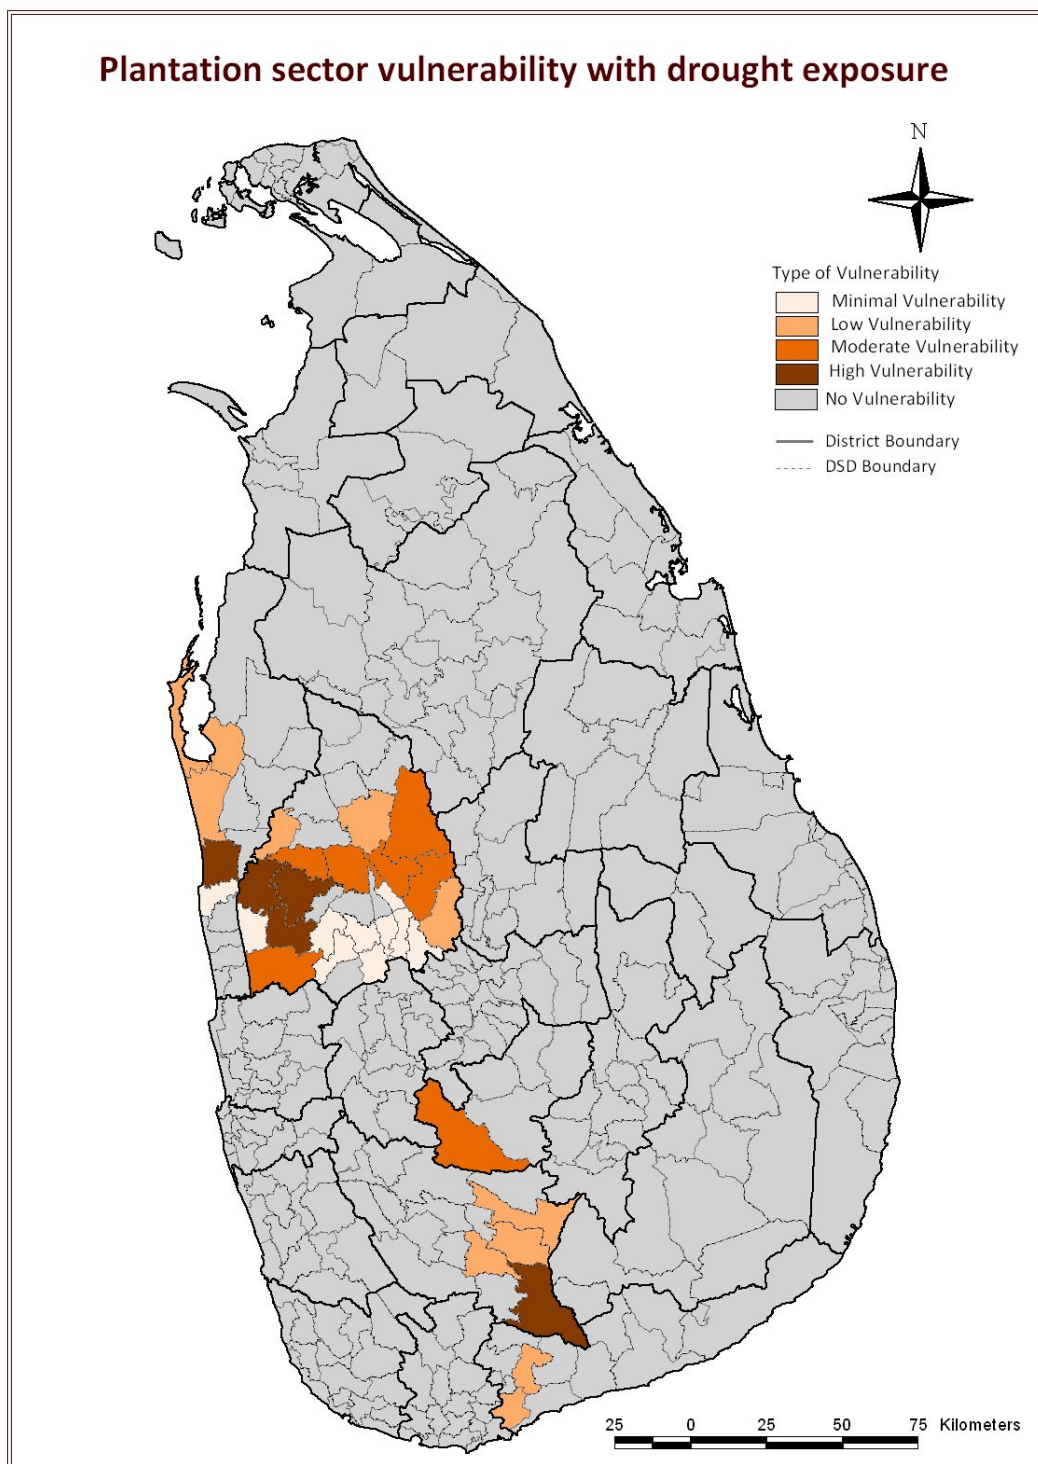 Plantation sector vulnerability with drought exposure
N
Type of Vulnerability
Minimal Vulnerability
Low Vulnerability
Moderate Vulnerability
High Vulnerability
No Vulnerability
District Boundary
DSD Boundary
25 0 25 50 75 Kilometers